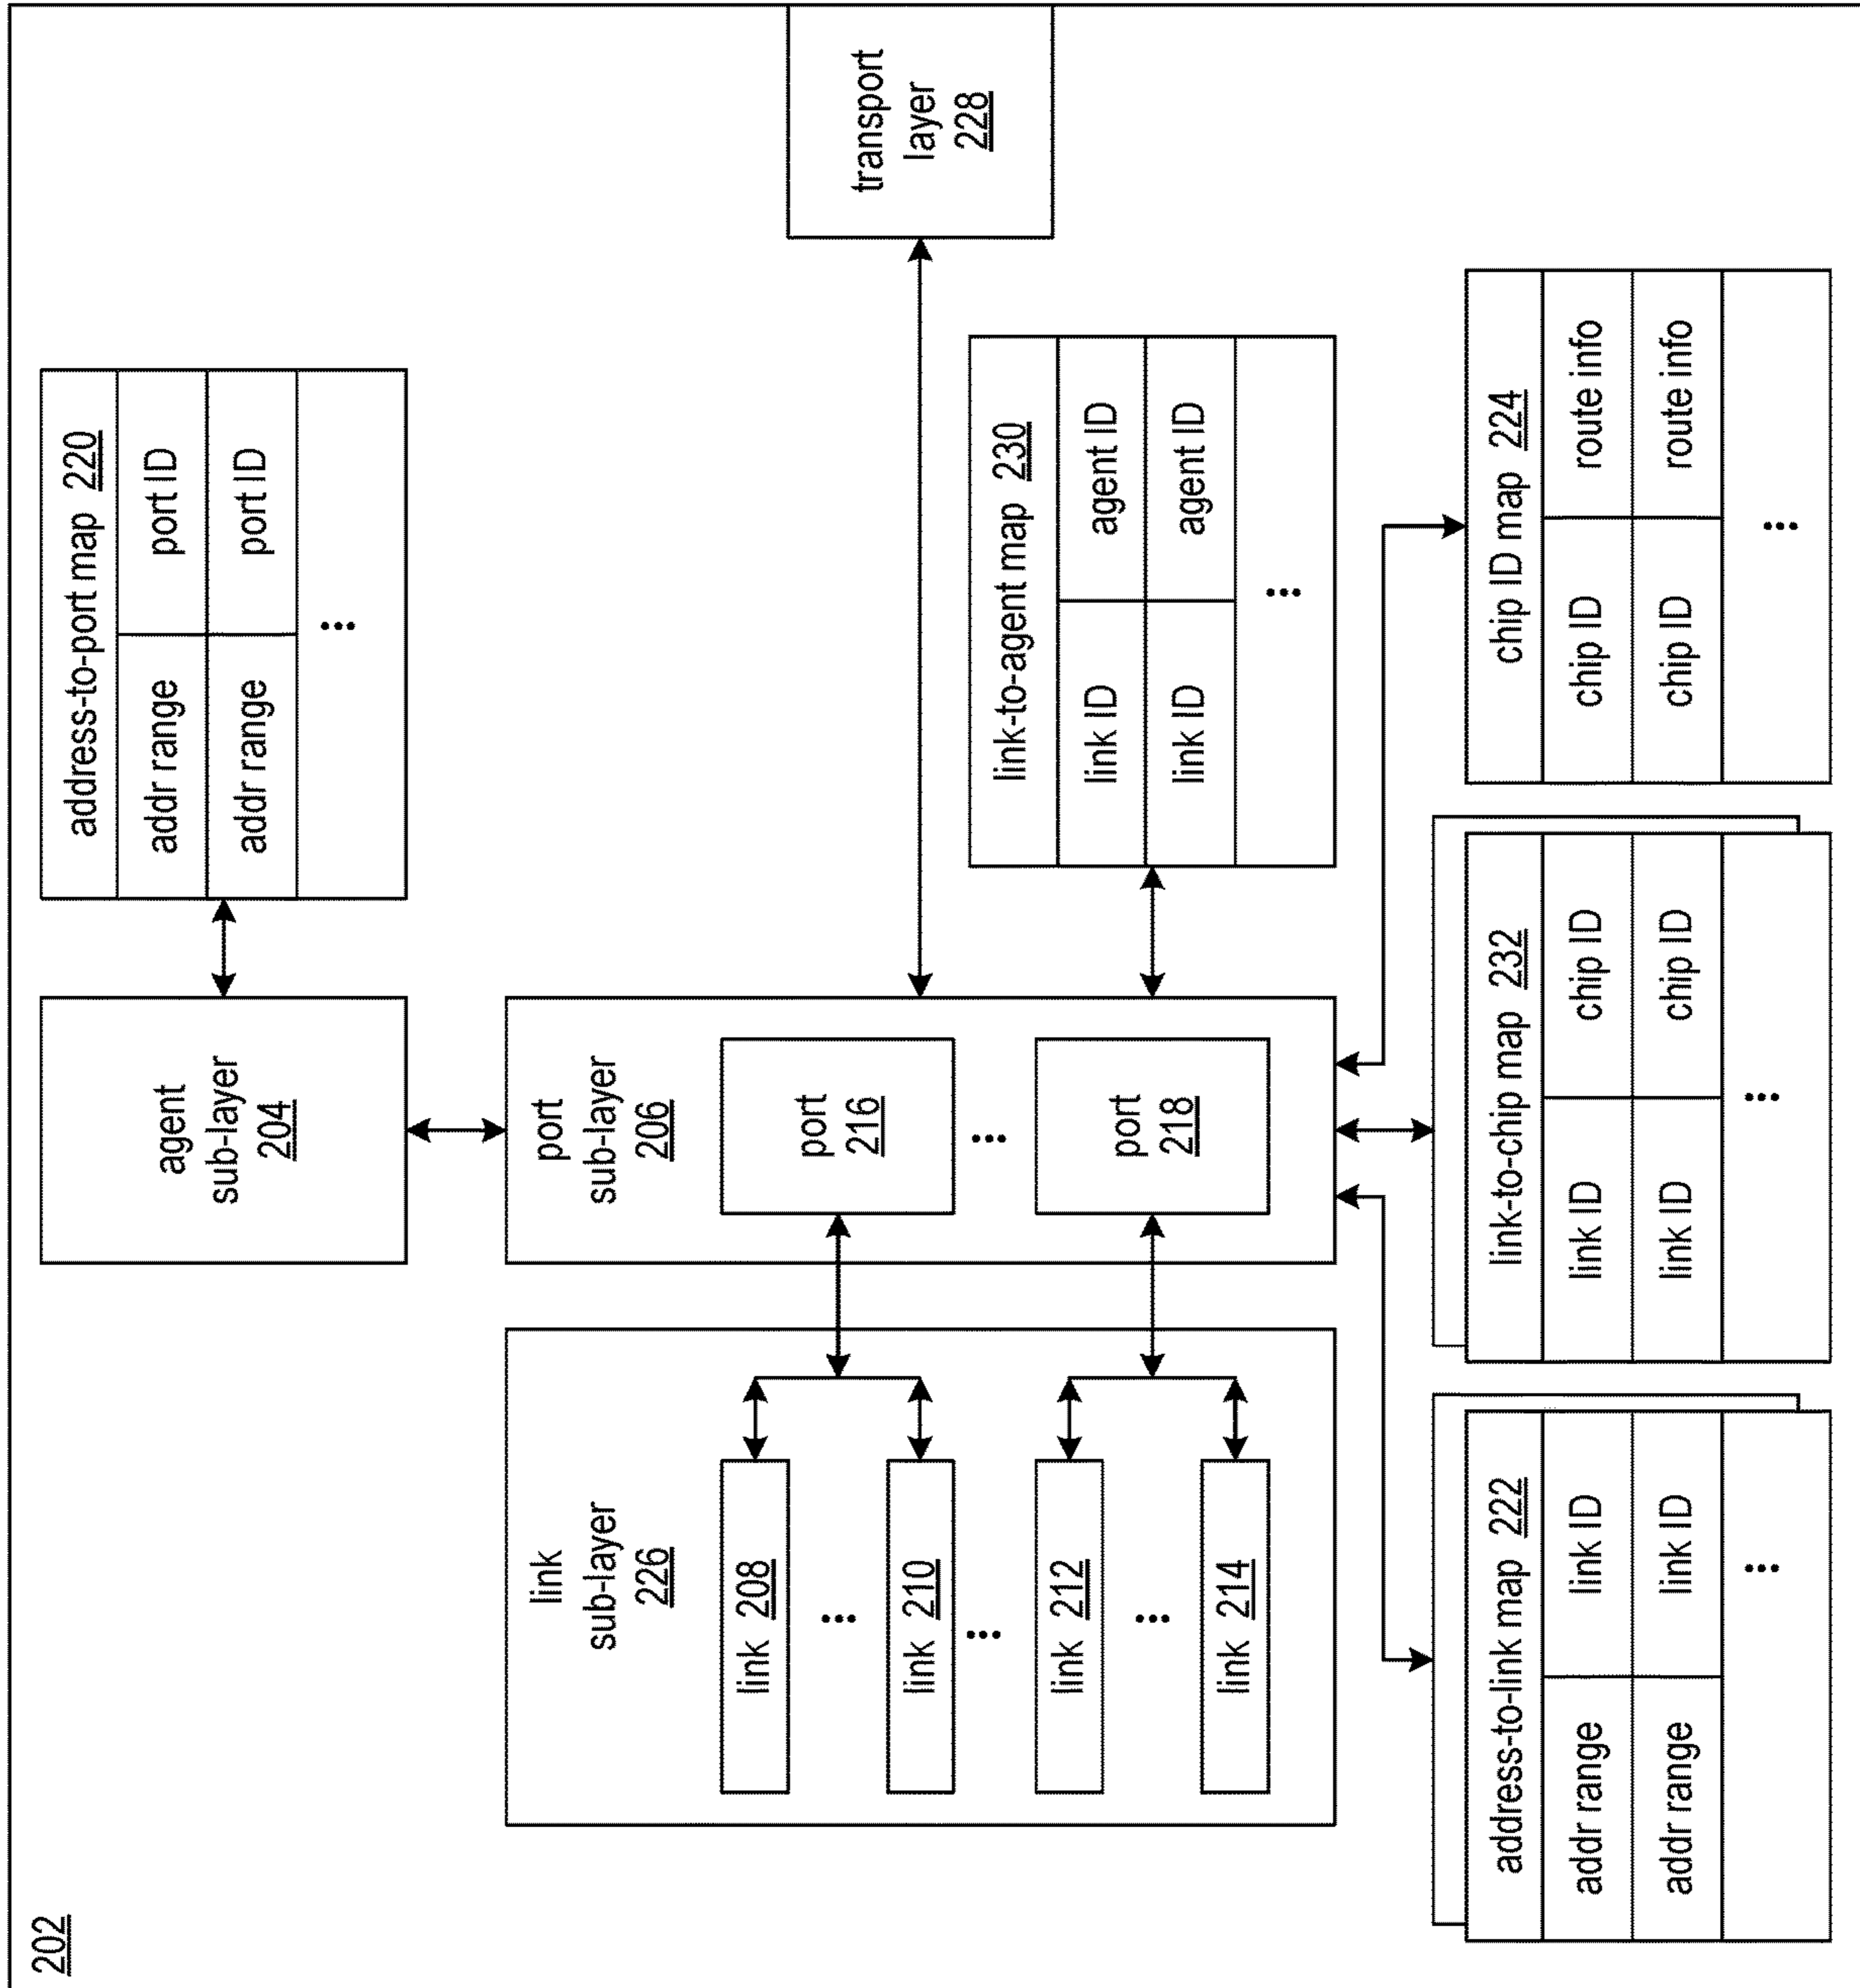 202
agent
sub-layer
204
address-to-port map 220
addr range port ID
addr range port ID
...
link
sub-layer
226
link 208
...
link 210
...
link 212
...
link 214
port
sub-layer
206
port
216
...
port
218
transport
layer
228
link-to-agent map 230
link ID agent ID
link ID agent ID
...
address-to-link map 222
addr range link ID
addr range link ID
...
link-to-chip map 232
link ID chip ID
link ID chip ID
...
chip ID map 224
chip ID route info
chip ID route info
...